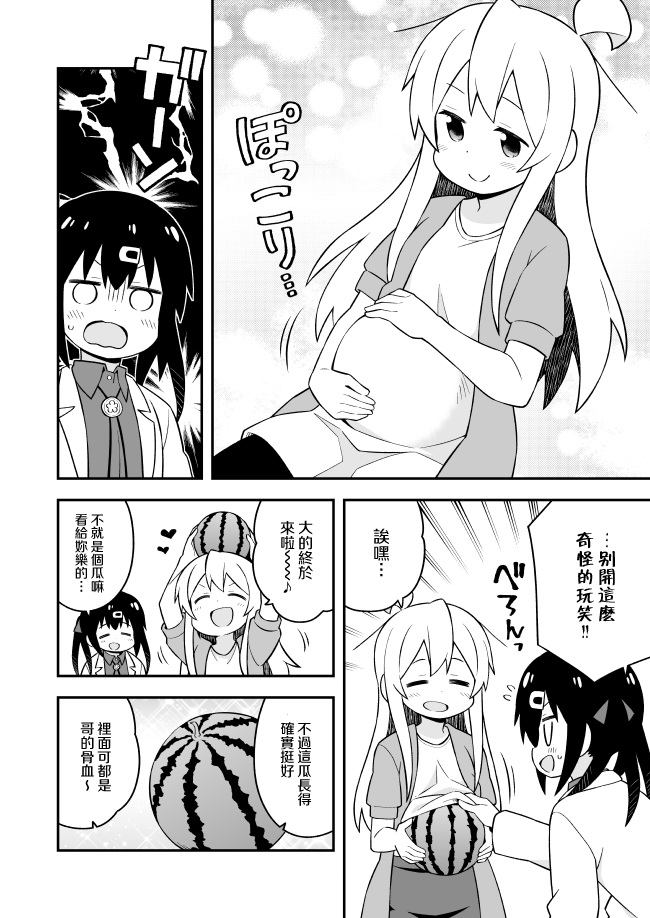 ぽっこり…
ガーン
…別開這麼
奇怪的玩笑!!
べろんっ
誒嘿…
大的終於
來啦～～♪
不就是個瓜嘛
看給妳樂的…
不過這瓜長得
確實挺好
裡面可都是
哥的骨血～